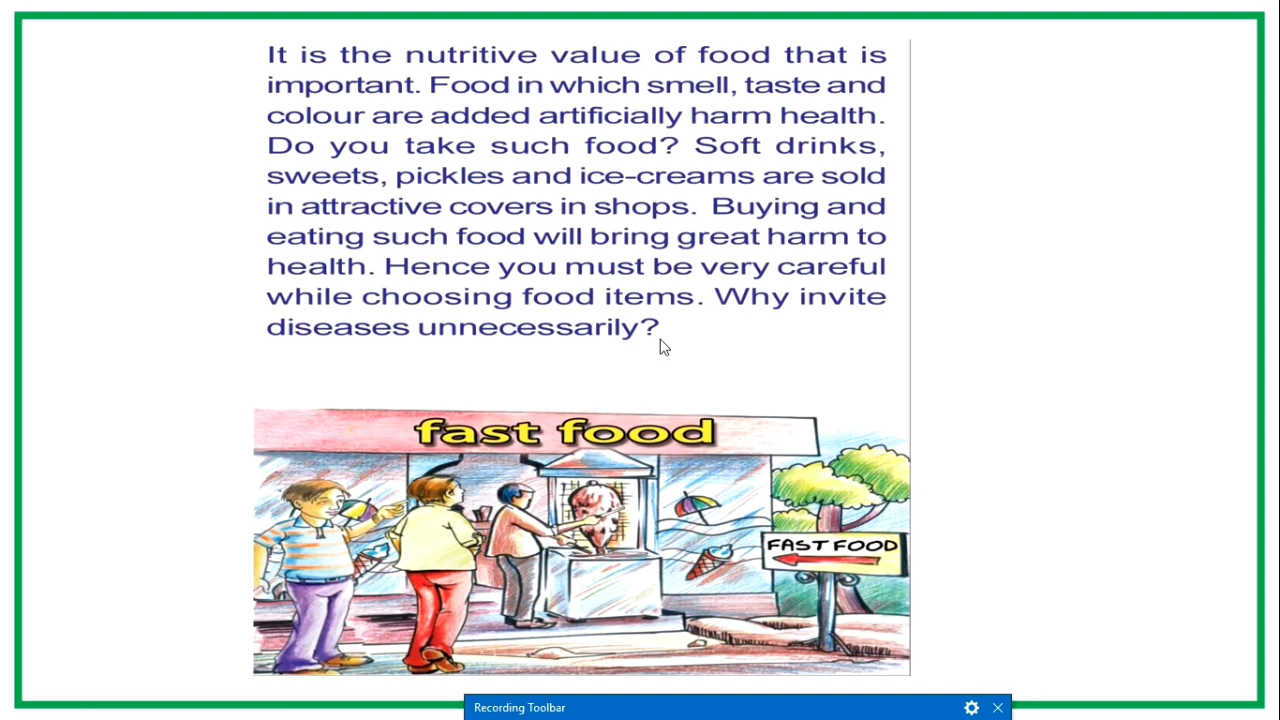 It is the nutritive value of food that is
important. Food in which smell, taste and
colour are added artificially harm health.
Do you take such food? Soft drinks,
sweets, pickles and ice-creams are sold
in attractive covers in shops. Buying and
eating such food will bring great harm to
health. Hence you must be very careful
while choosing food items. Why invite
diseases unnecessarily?
fast food
FAST FOOD
Recording Toolbar